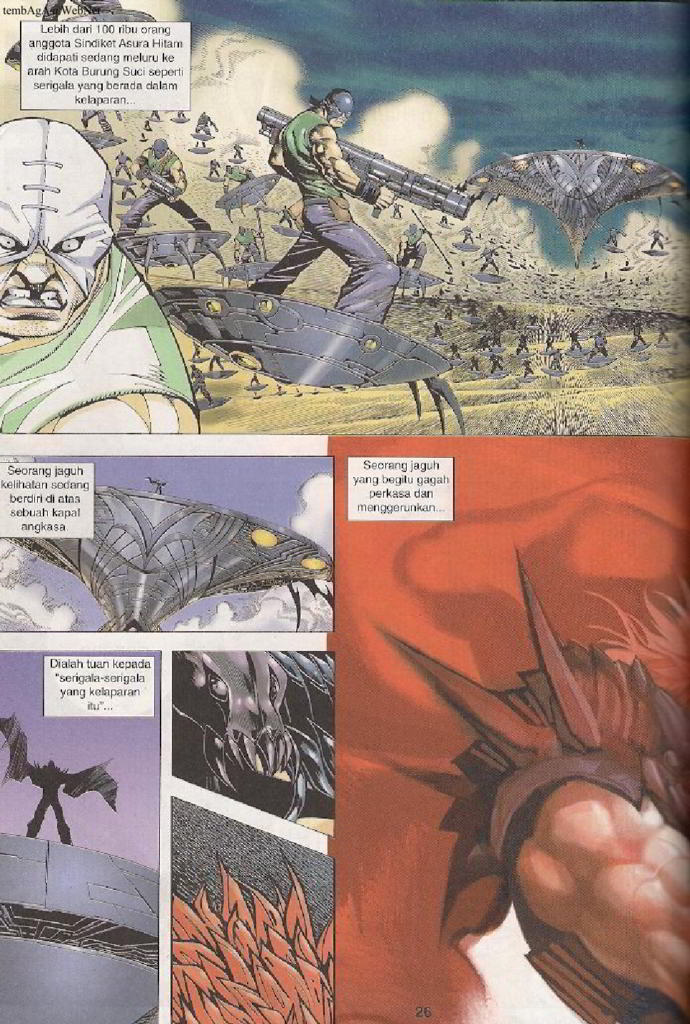 tembAgA@WebNet
Lebih dari 100 ribu orang
anggota Sindiket Asura Hitam
didapati sedang meluru ke
arah Kota Burung Suci seperti
serigala yang berada dalam
kelaparan...
Seorang jaguh
kelihatan sedang
berdiri di atas
sebuah kapal
angkasa.
Seorang jaguh
yang begitu gagah
perkasa dan
menggerunkan...
Dialah tuan kepada
"serigala-serigala
yang kelaparan
itu"...
26